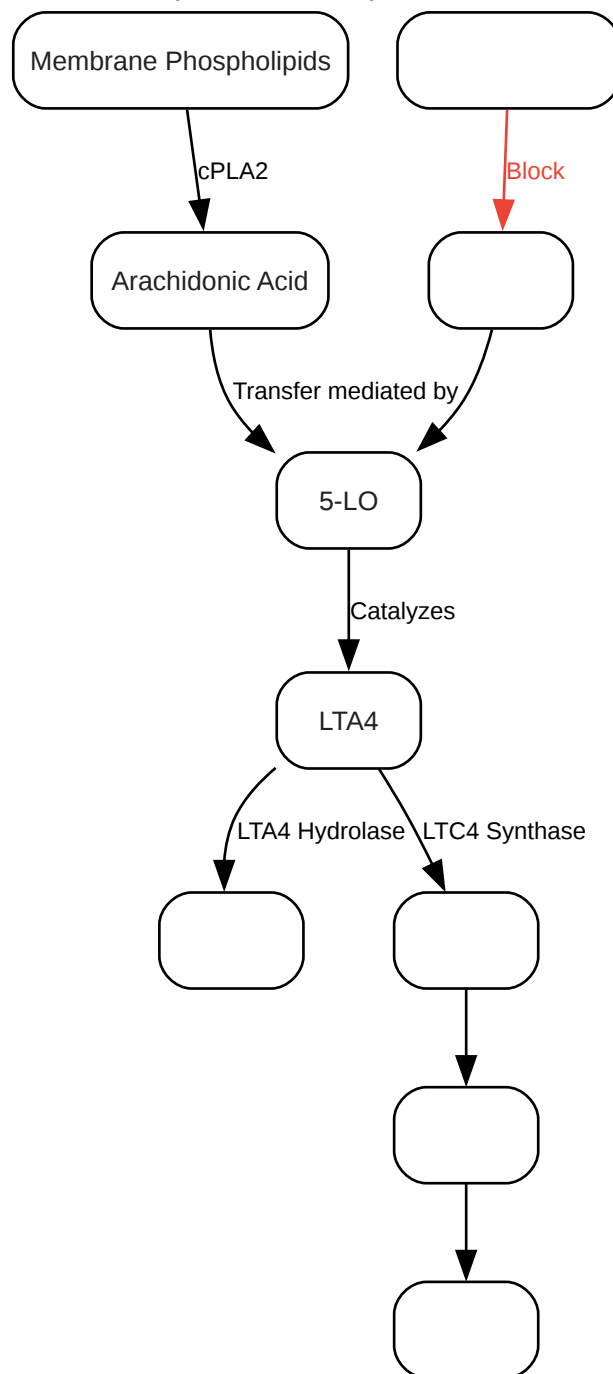 Membrane Phospholipids
cPLA2
Block
Arachidonic Acid
Transfer mediated by
5-LO
Catalyzes
LTA4
LTA4 Hydrolase
LTC4 Synthase